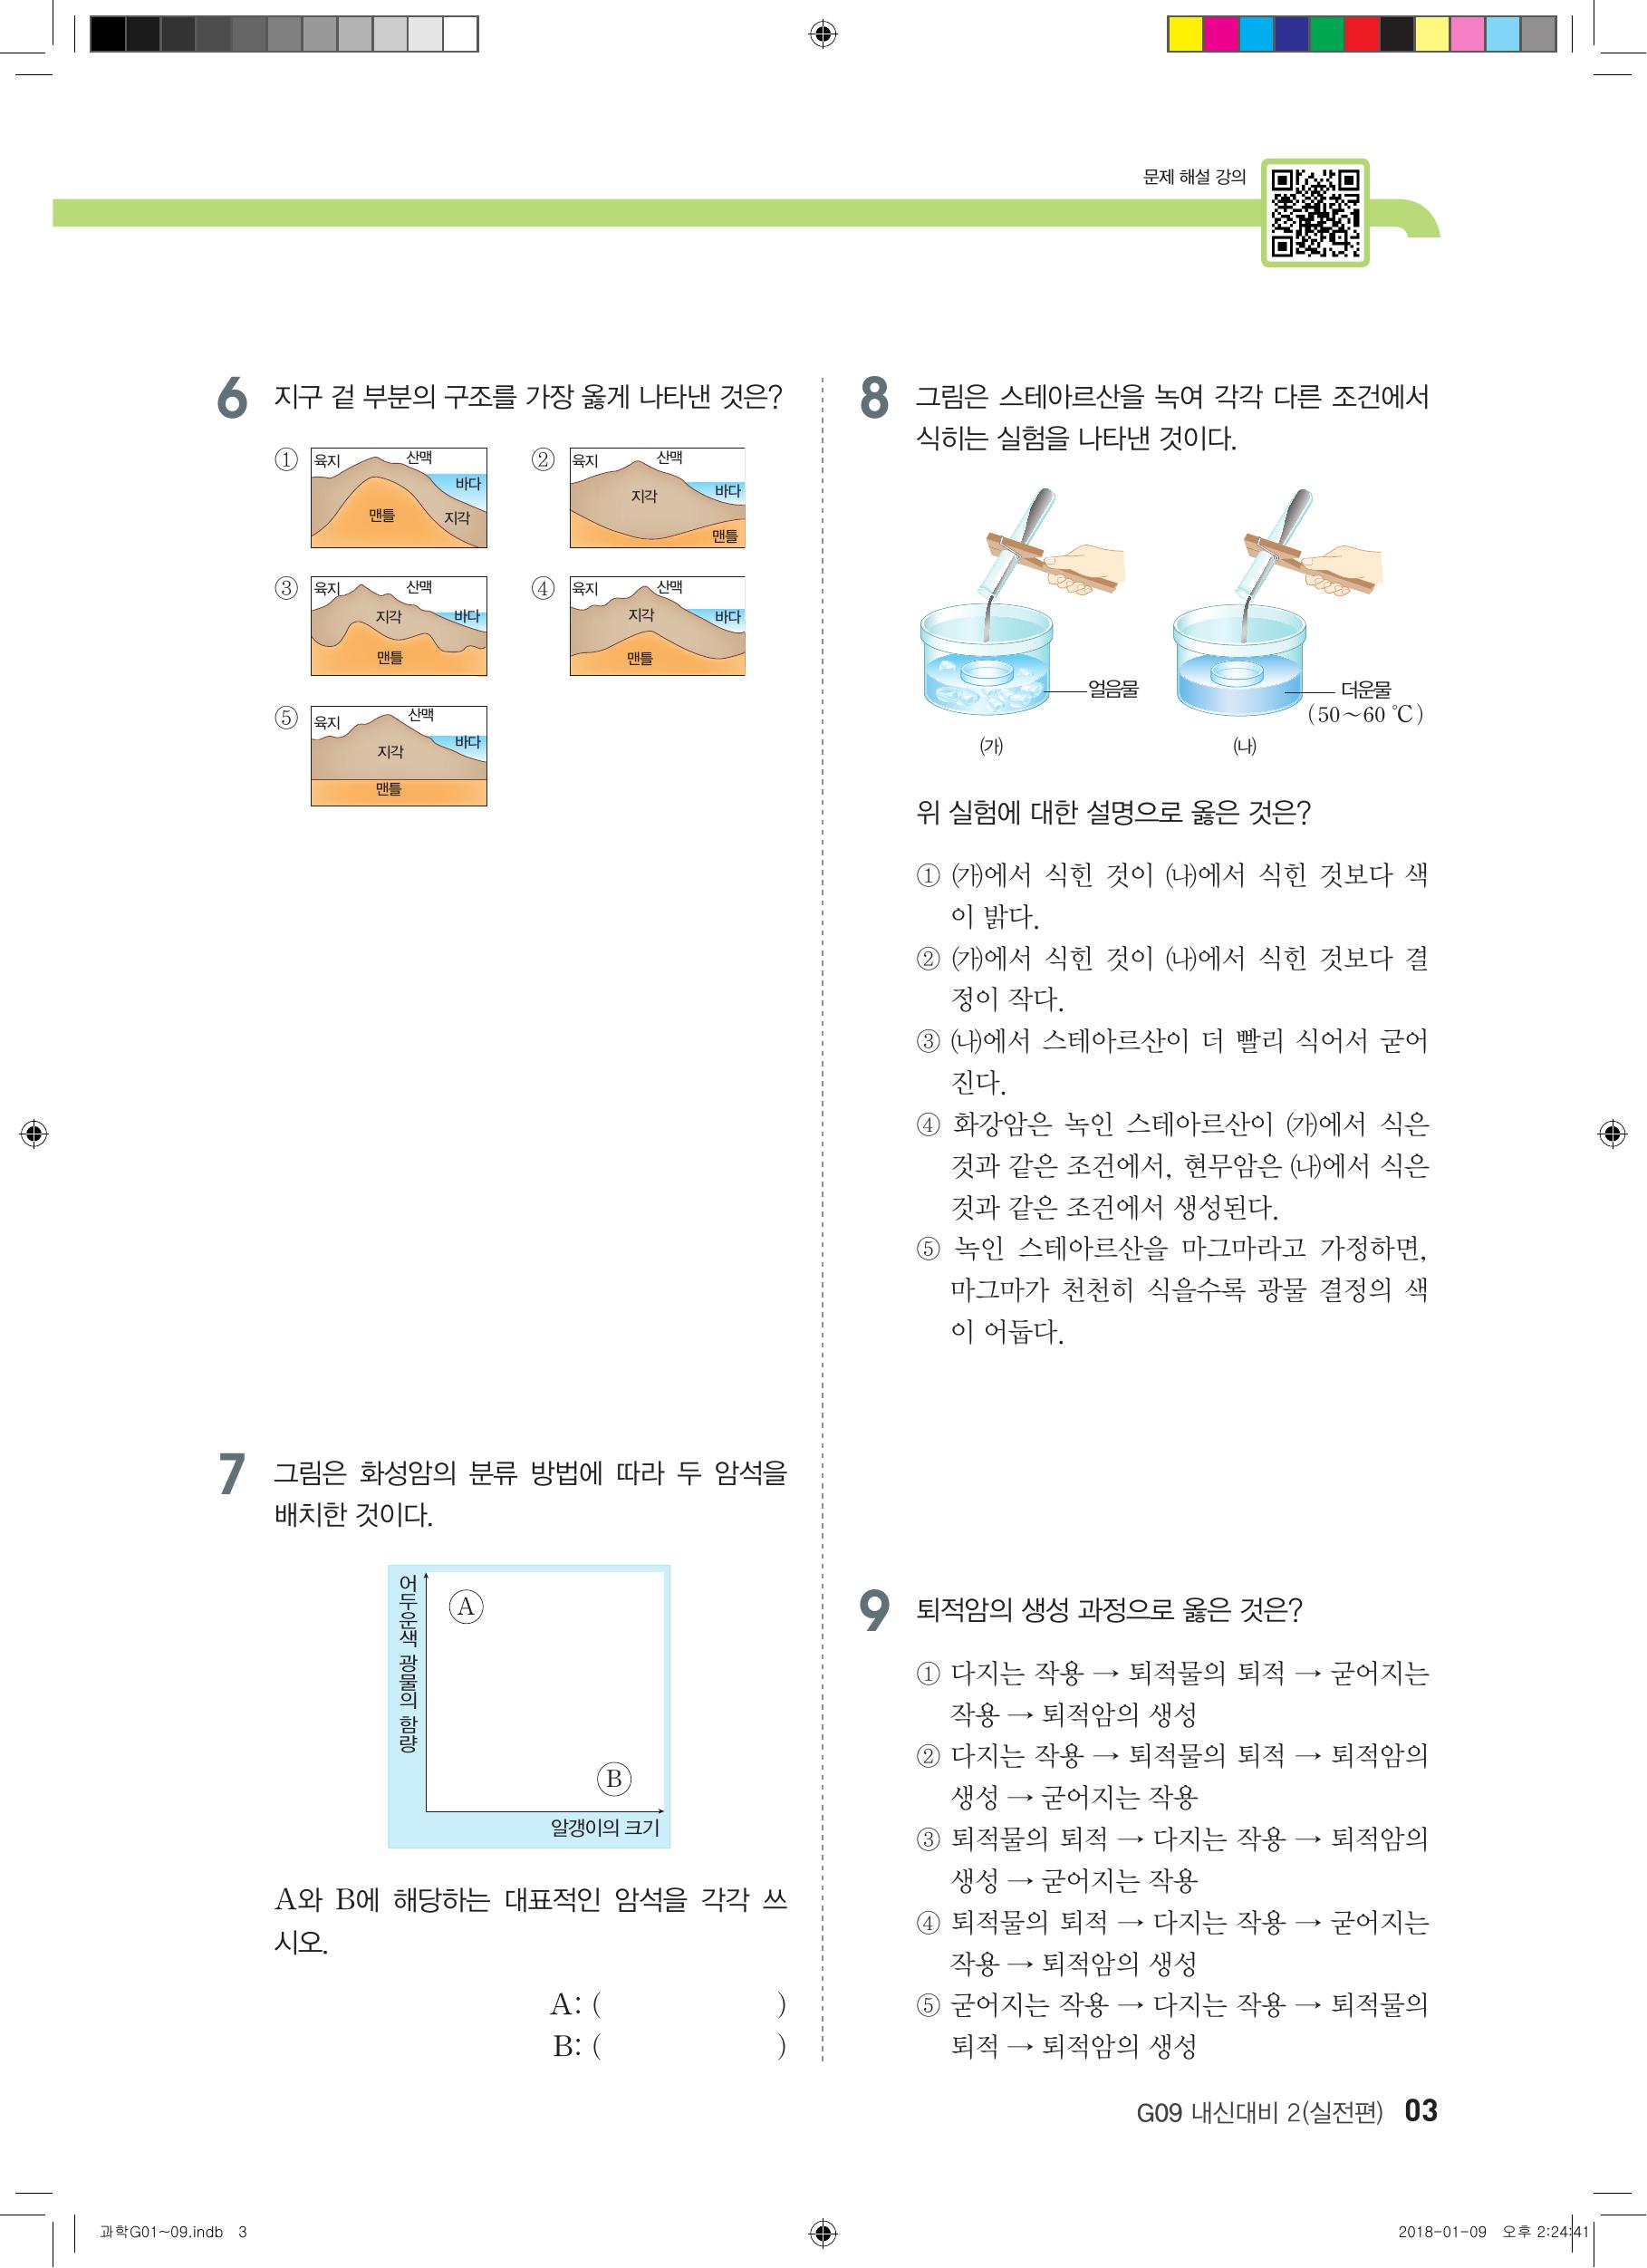 문제 해설 강의
6 지구 겉 부분의 구조를 가장 옳게 나타낸 것은?
① 육지 산맥 바다 맨틀 지각
② 육지 산맥 바다 지각 맨틀
③ 육지 산맥 바다 지각 맨틀
④ 육지 산맥 바다 지각 맨틀
⑤ 육지 산맥 바다 지각 맨틀
7 그림은 화성암의 분류 방법에 따라 두 암석을
배치한 것이다.
어두운색 광물의 함량
A
B
알갱이의 크기
A와 B에 해당하는 대표적인 암석을 각각 쓰
시오.
A: ( )
B: ( )
8 그림은 스테아르산을 녹여 각각 다른 조건에서
식히는 실험을 나타낸 것이다.
얼음물
더운물
(50~60 ℃)
(가)
(나)
위 실험에 대한 설명으로 옳은 것은?
① (가)에서 식힌 것이 (나)에서 식힌 것보다 색
이 밝다.
② (가)에서 식힌 것이 (나)에서 식힌 것보다 결
정이 작다.
③ (나)에서 스테아르산이 더 빨리 식어서 굳어
진다.
④ 화강암은 녹인 스테아르산이 (가)에서 식은
것과 같은 조건에서, 현무암은 (나)에서 식은
것과 같은 조건에서 생성된다.
⑤ 녹인 스테아르산을 마그마라고 가정하면,
마그마가 천천히 식을수록 광물 결정의 색
이 어둡다.
9 퇴적암의 생성 과정으로 옳은 것은?
① 다지는 작용 → 퇴적물의 퇴적 → 굳어지는
작용 → 퇴적암의 생성
② 다지는 작용 → 퇴적물의 퇴적 → 퇴적암의
생성 → 굳어지는 작용
③ 퇴적물의 퇴적 → 다지는 작용 → 퇴적암의
생성 → 굳어지는 작용
④ 퇴적물의 퇴적 → 다지는 작용 → 굳어지는
작용 → 퇴적암의 생성
⑤ 굳어지는 작용 → 다지는 작용 → 퇴적물의
퇴적 → 퇴적암의 생성
G09 내신대비 2(실전편) 03
과학G01~09.indb 3
2018-01-09 오후 2:24:41